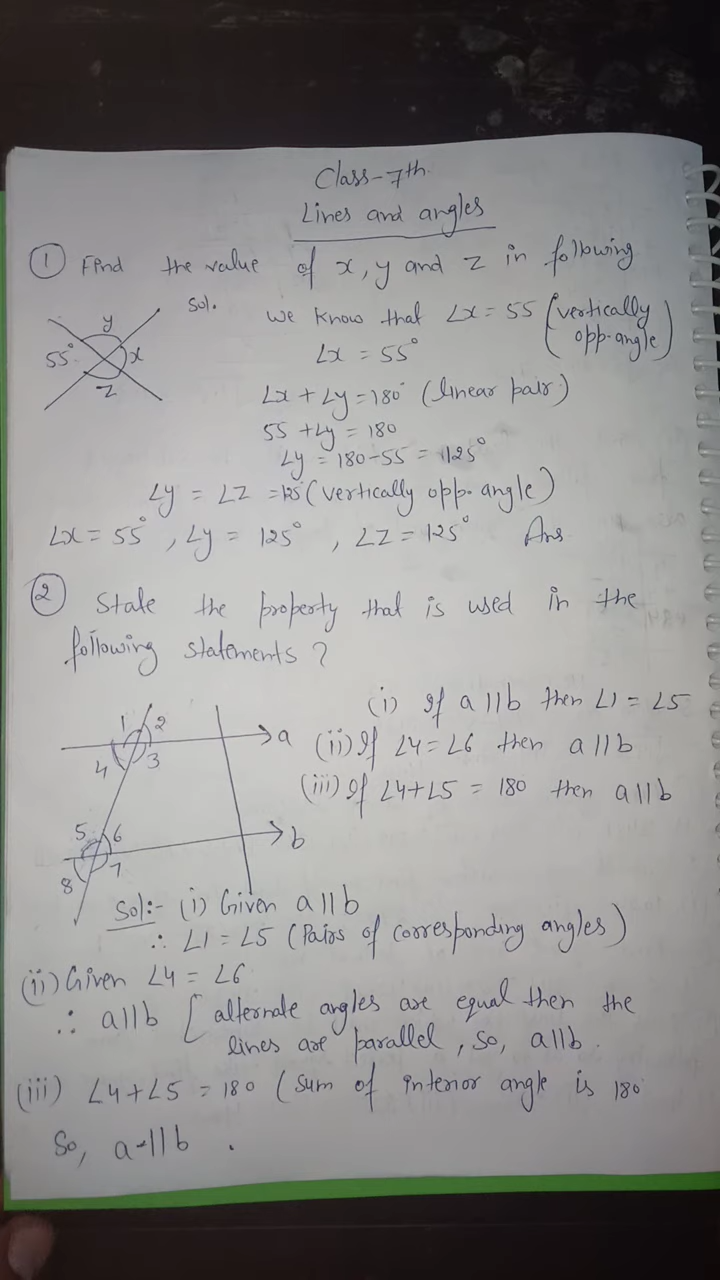 Class-7th.
Lines and angles
① Find the value of x, y and z in following
y
55°
x
z
Sol.
We know that ∠x = 55 (vertically opp. angle)
∠x = 55°
∠x + ∠y = 180° (linear pair)
55 + ∠y = 180
∠y = 180-55 = 125°
∠y = ∠z = 125° (vertically opp. angle)
∠x = 55°, ∠y = 125°, ∠z = 125° Ans
② State the property that is used in the
following statements ?
1 2
a
4 3
5 6
b
8 7
(i) If a || b then ∠1 = ∠5
(ii) If ∠4 = ∠6 then a || b
(iii) If ∠4+∠5 = 180 then a || b
Sol:- (i) Given a || b
∴ ∠1 = ∠5 (Pairs of corresponding angles)
(ii) Given ∠4 = ∠6
∴ a || b [alternate angles are equal then the
lines are parallel, So, a || b.
(iii) ∠4+∠5 = 180 (Sum of interior angle is 180
So, a || b .